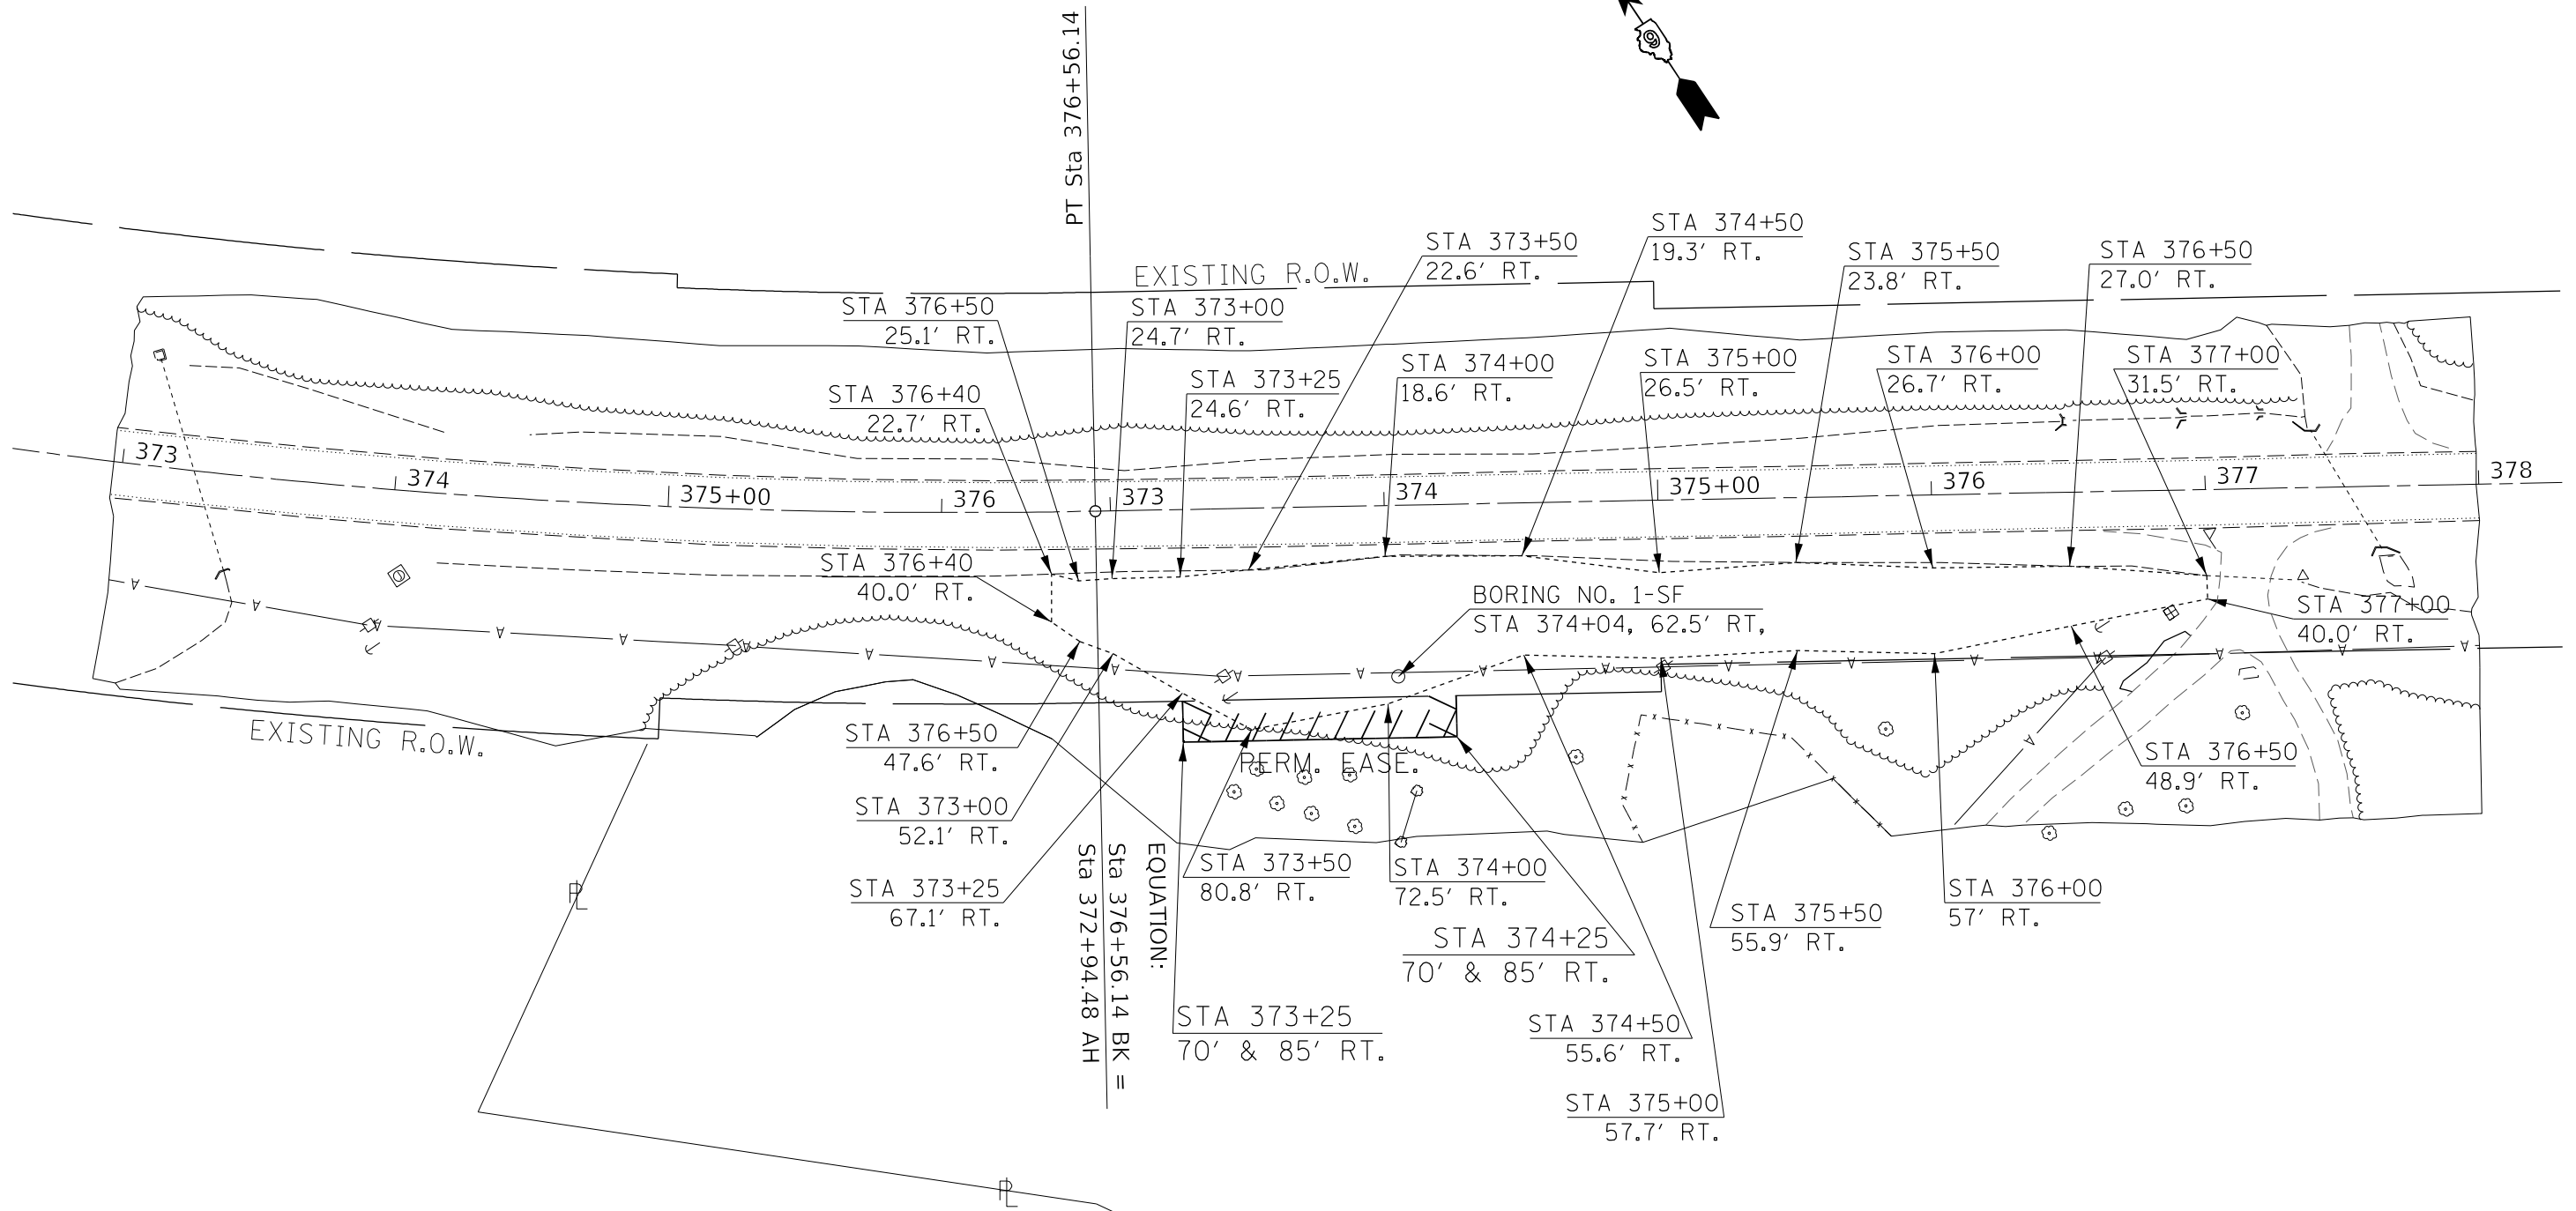 PT Sta 376+56.14
6
EXISTING R.O.W.
STA 376+50
25.1' RT.
STA 373+00
24.7' RT.
STA 373+50
22.6' RT.
STA 374+50
19.3' RT.
STA 375+50
23.8' RT.
STA 376+50
27.0' RT.
STA 376+40
22.7' RT.
STA 373+25
24.6' RT.
STA 374+00
18.6' RT.
STA 375+00
26.5' RT.
STA 376+00
26.7' RT.
STA 377+00
31.5' RT.
373
374
375+00
376
373
374
375+00
376
377
378
STA 376+40
40.0' RT.
BORING NO. 1-SF
STA 374+04, 62.5' RT,
STA 377+00
40.0' RT.
EXISTING R.O.W.
STA 376+50
47.6' RT.
PERM. EASE.
STA 376+50
48.9' RT.
STA 373+00
52.1' RT.
STA 373+25
67.1' RT.
STA 373+50
80.8' RT.
STA 374+00
72.5' RT.
STA 374+25
70' & 85' RT.
STA 375+50
55.9' RT.
STA 376+00
57' RT.
EQUATION:
Sta 376+56.14 BK =
Sta 372+94.48 AH
STA 373+25
70' & 85' RT.
STA 374+50
55.6' RT.
STA 375+00
57.7' RT.
PL
PL